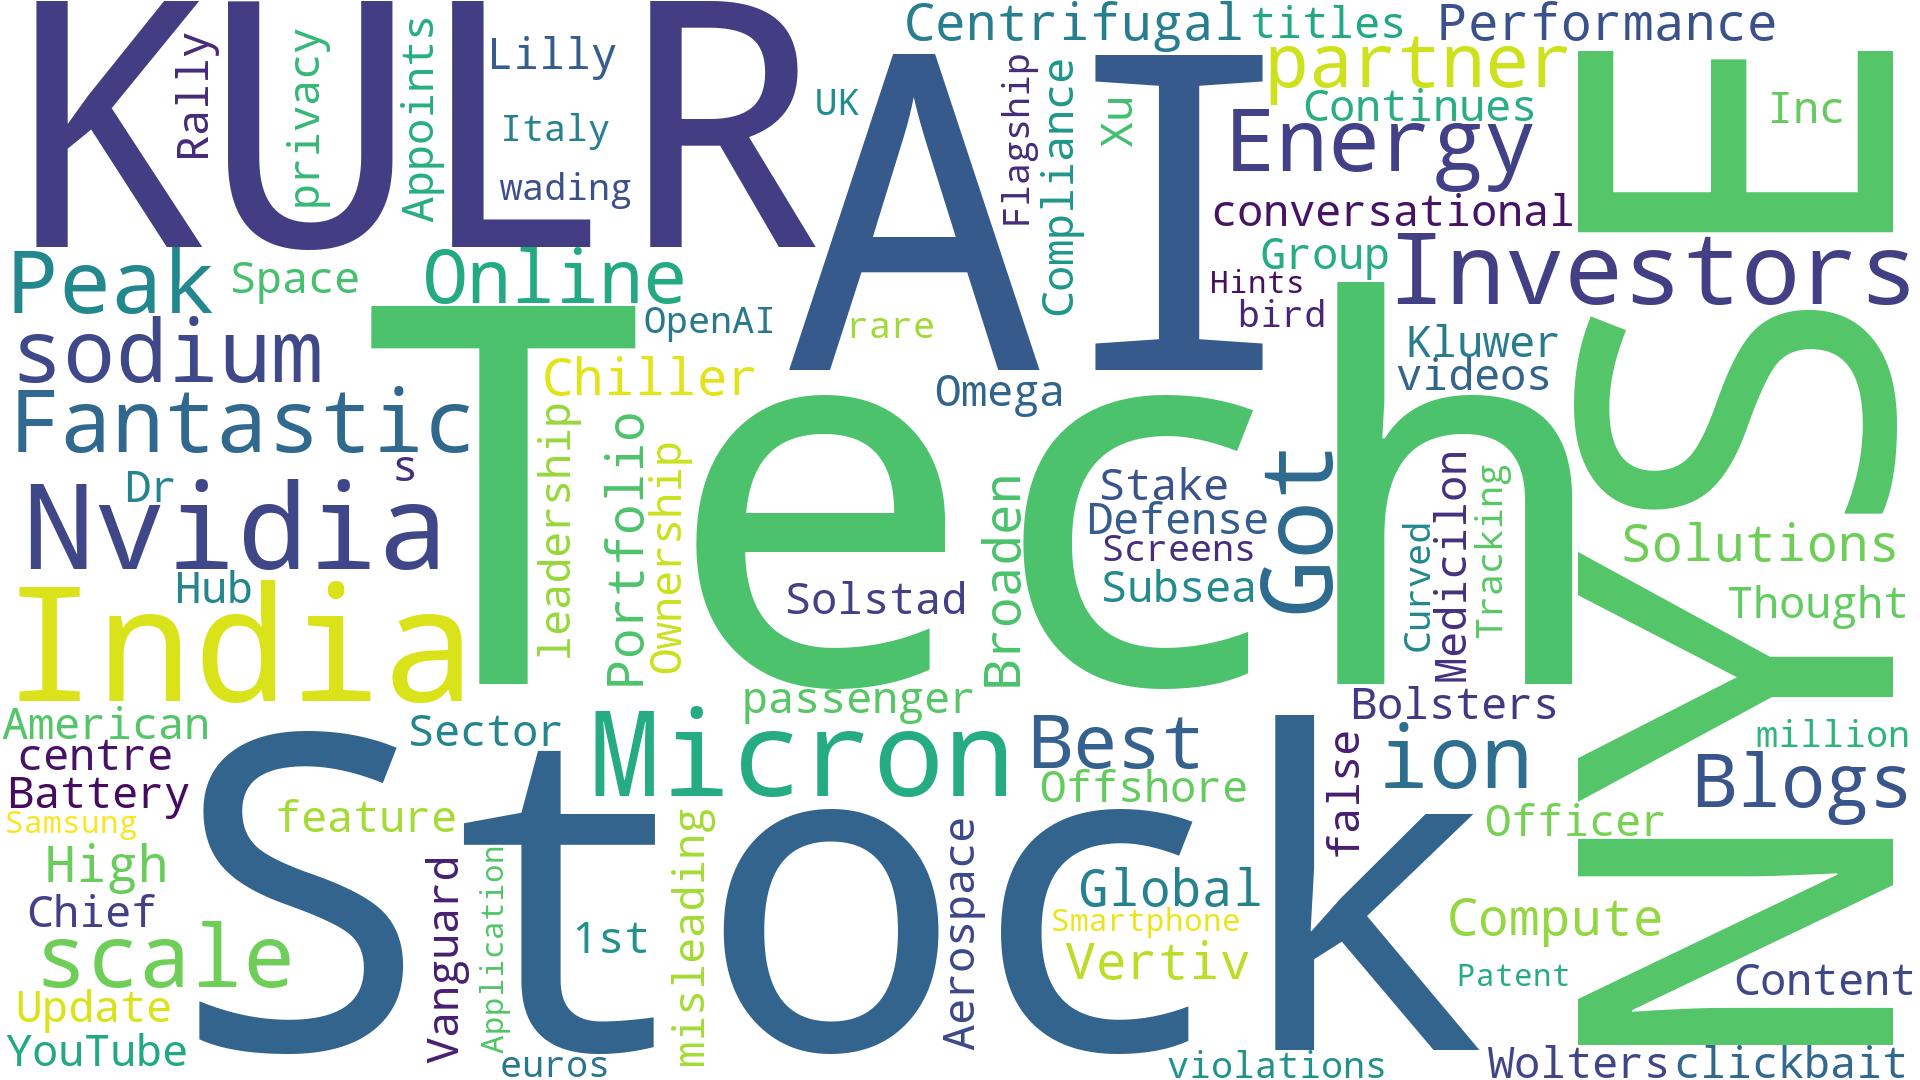 KULR
Rally
privacy
Appoints
Lilly
Italy
wading
UK
AI
Flagship
Compliance
Xu
Centrifugal
titles
Performance
partner
Continues
Energy
Inc
conversational
Group
Investors
Hints
bird
Peak
Space
Online
OpenAI
rare
sodium
Fantastic
Tech
Chiller
Omega
Kluwer
videos
NYSE
s
Nvidia
Dr
leadership
Portfolio
Ownership
Broaden
Stake
Defense
Screens
Subsea
Got
Curved
Medicilon
Tracking
Solutions
Thought
Hub
India
Solstad
passenger
American
centre
Battery
Samsung
Sector
Micron
Best
Offshore
Bolsters
ion
false
million
Blogs
Stock
feature
High
Chief
scale
Update
YouTube
Vanguard
Application
1st
euros
misleading
Aerospace
Global
Smartphone
Vertiv
Officer
Compute
Patent
Content
violations
Wolters
clickbait